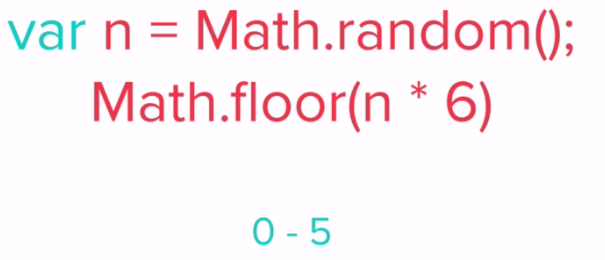 var n = Math.random();
Math.floor(n * 6)
0 - 5